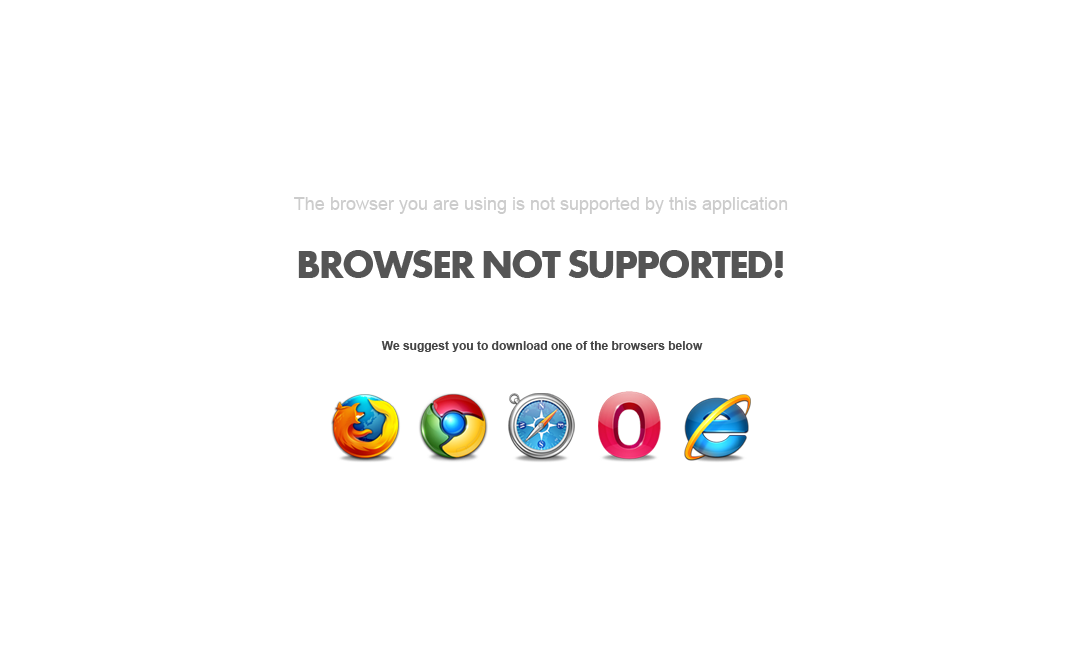 The browser you are using is not supported by this application
BROWSER NOT SUPPORTED!
We suggest you to download one of the browsers below